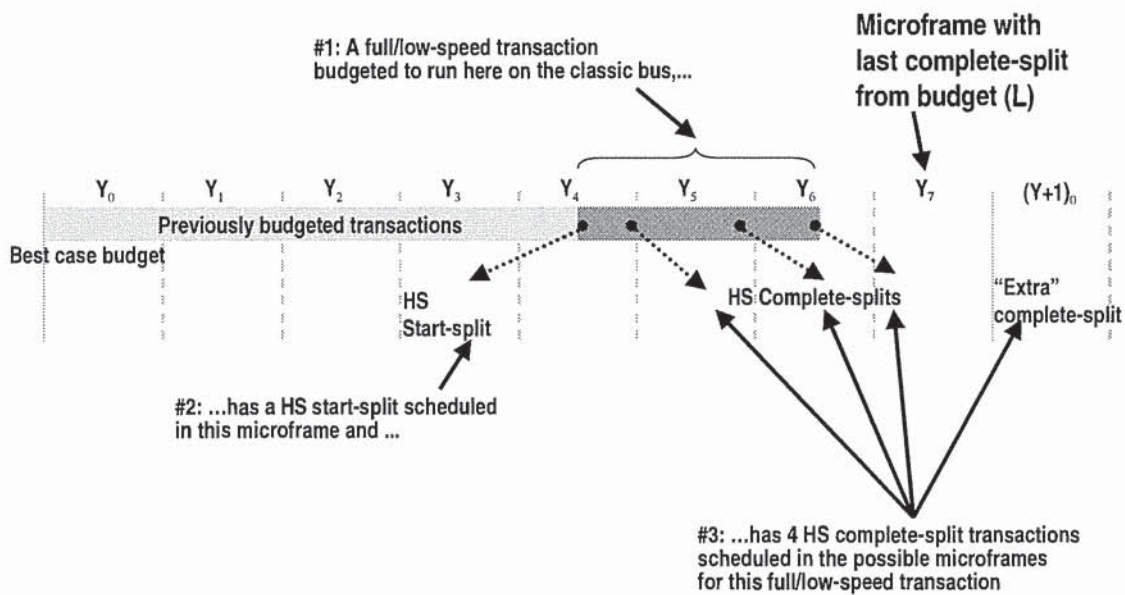 #1: A full/low-speed transaction
budgeted to run here on the classic bus,...
Microframe with
last complete-split
from budget (L)
Y₀ Y₁ Y₂ Y₃ Y₄ Y₅ Y₆ Y₇ (Y+1)₀
Previously budgeted transactions
Best case budget
HS
Start-split
HS Complete-splits
“Extra”
complete-split
#2: ...has a HS start-split scheduled
in this microframe and ...
#3: ...has 4 HS complete-split transactions
scheduled in the possible microframes
for this full/low-speed transaction